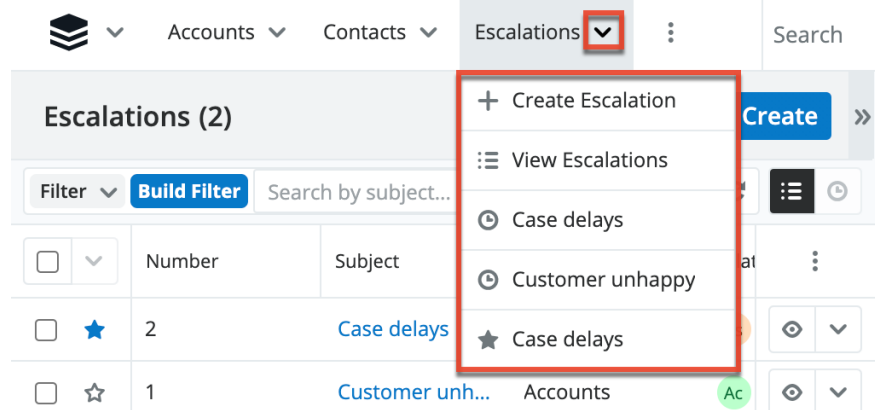 Accounts Contacts Escalations Search
Create Escalation
Escalations (2) Create
View Escalations
Filter Build Filter Search by subject...
Case delays
Number Subject
Customer unhappy
2 Case delays
Case delays
1 Customer unh... Accounts Ac